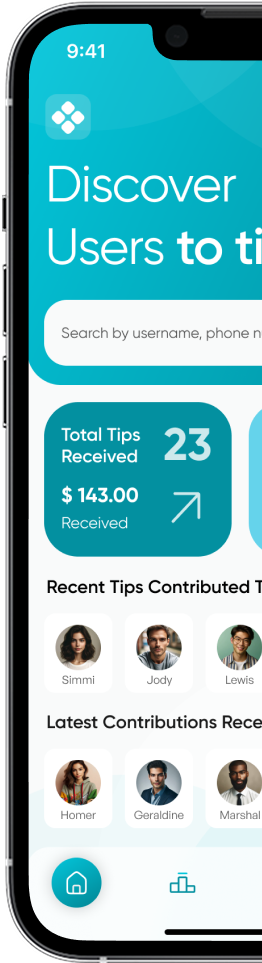 9:41
Discover
Users to ti
Search by username, phone n
Total Tips
Received
23
$ 143.00
Received
Recent Tips Contributed T
Simmi
Jody
Lewis
Latest Contributions Rece
Homer
Geraldine
Marshal